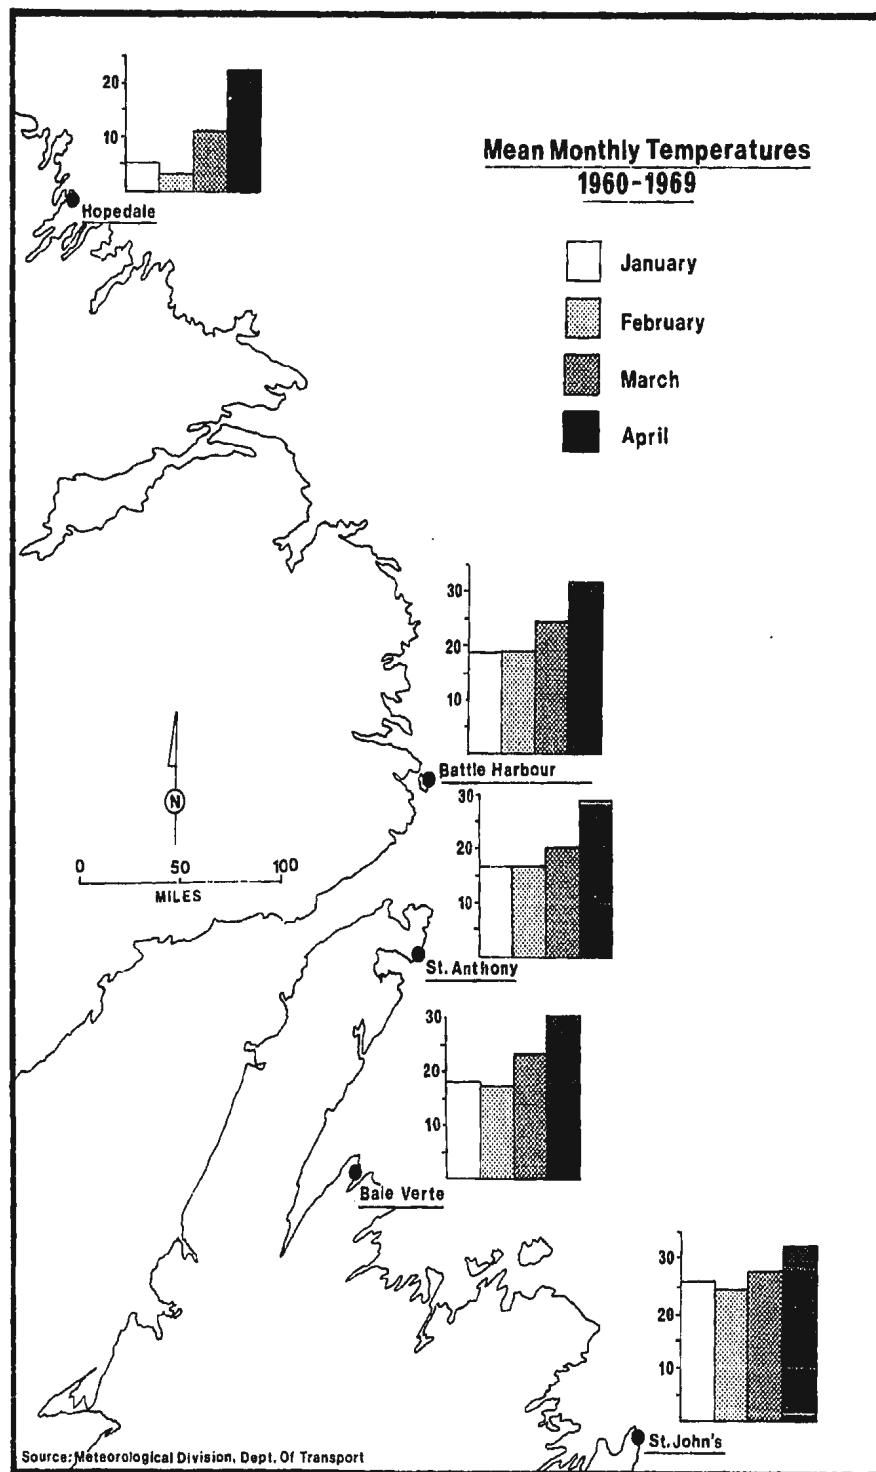 20
10
Hopedale
Mean Monthly Temperatures
1960-1969
January
February
March
April
30
20
10
Battle Harbour
N
0 50 100
MILES
30
20
10
St. Anthony
30
20
10
Baie Verte
30
20
10
St. John's
Source: Meteorological Division, Dept. Of Transport